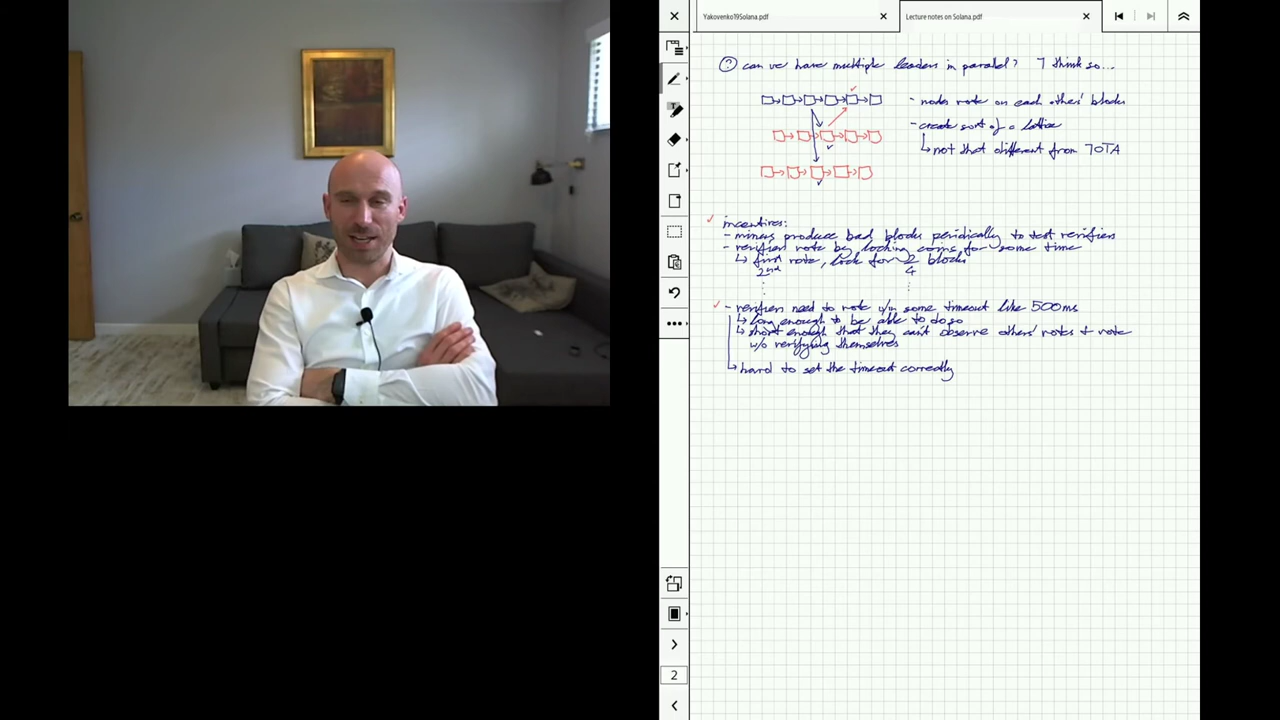 Yakovenko19Solana.pdf
Lecture notes on Solana.pdf
? can we have multiple leaders in parallel? I think so...
- nodes vote on each others' blocks
- create sort of a lattice
↳ not that different from IOTA
incentives:
- miners produce bad blocks periodically to test verifiers
- verifiers vote by locking coins for some time
↳ first vote, lock for 2 blocks
2nd 4
- verifiers need to vote w/in some timeout like 500ms
↳ long enough to be able to do so
↳ short enough that they can't observe others' votes + vote
w/o verifying themselves
↳ hard to set the timeout correctly
2